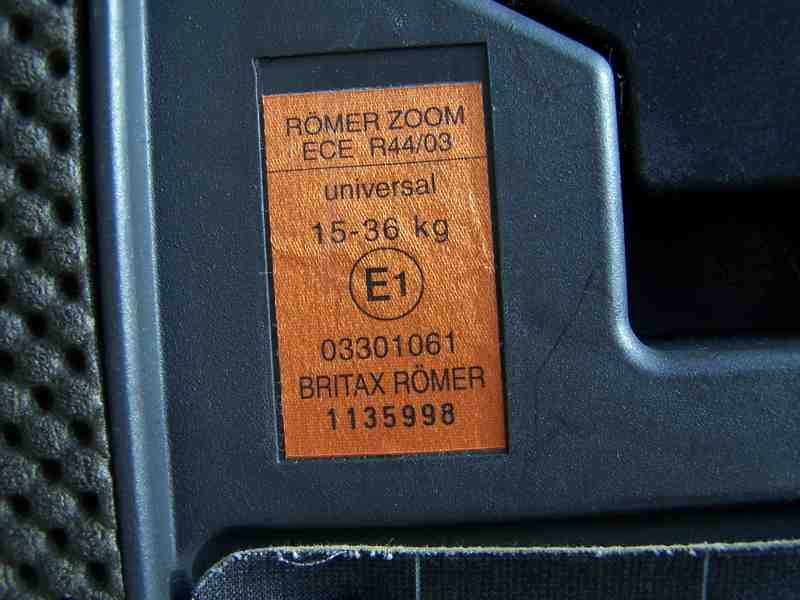 RÖMER ZOOM
ECE R44/03
universal
15-36 kg
E1
03301061
BRITAX RÖMER
1135998